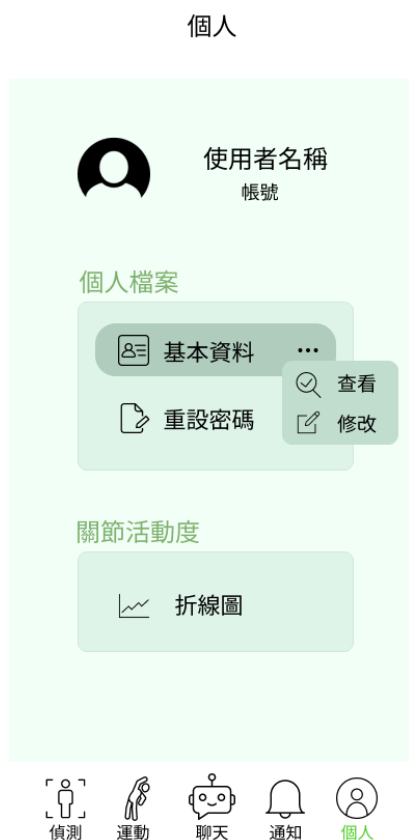 個人
使用者名稱
帳號
個人檔案
基本資料
查看
重設密碼
修改
關節活動度
折線圖
偵測 運動 聊天 通知 個人